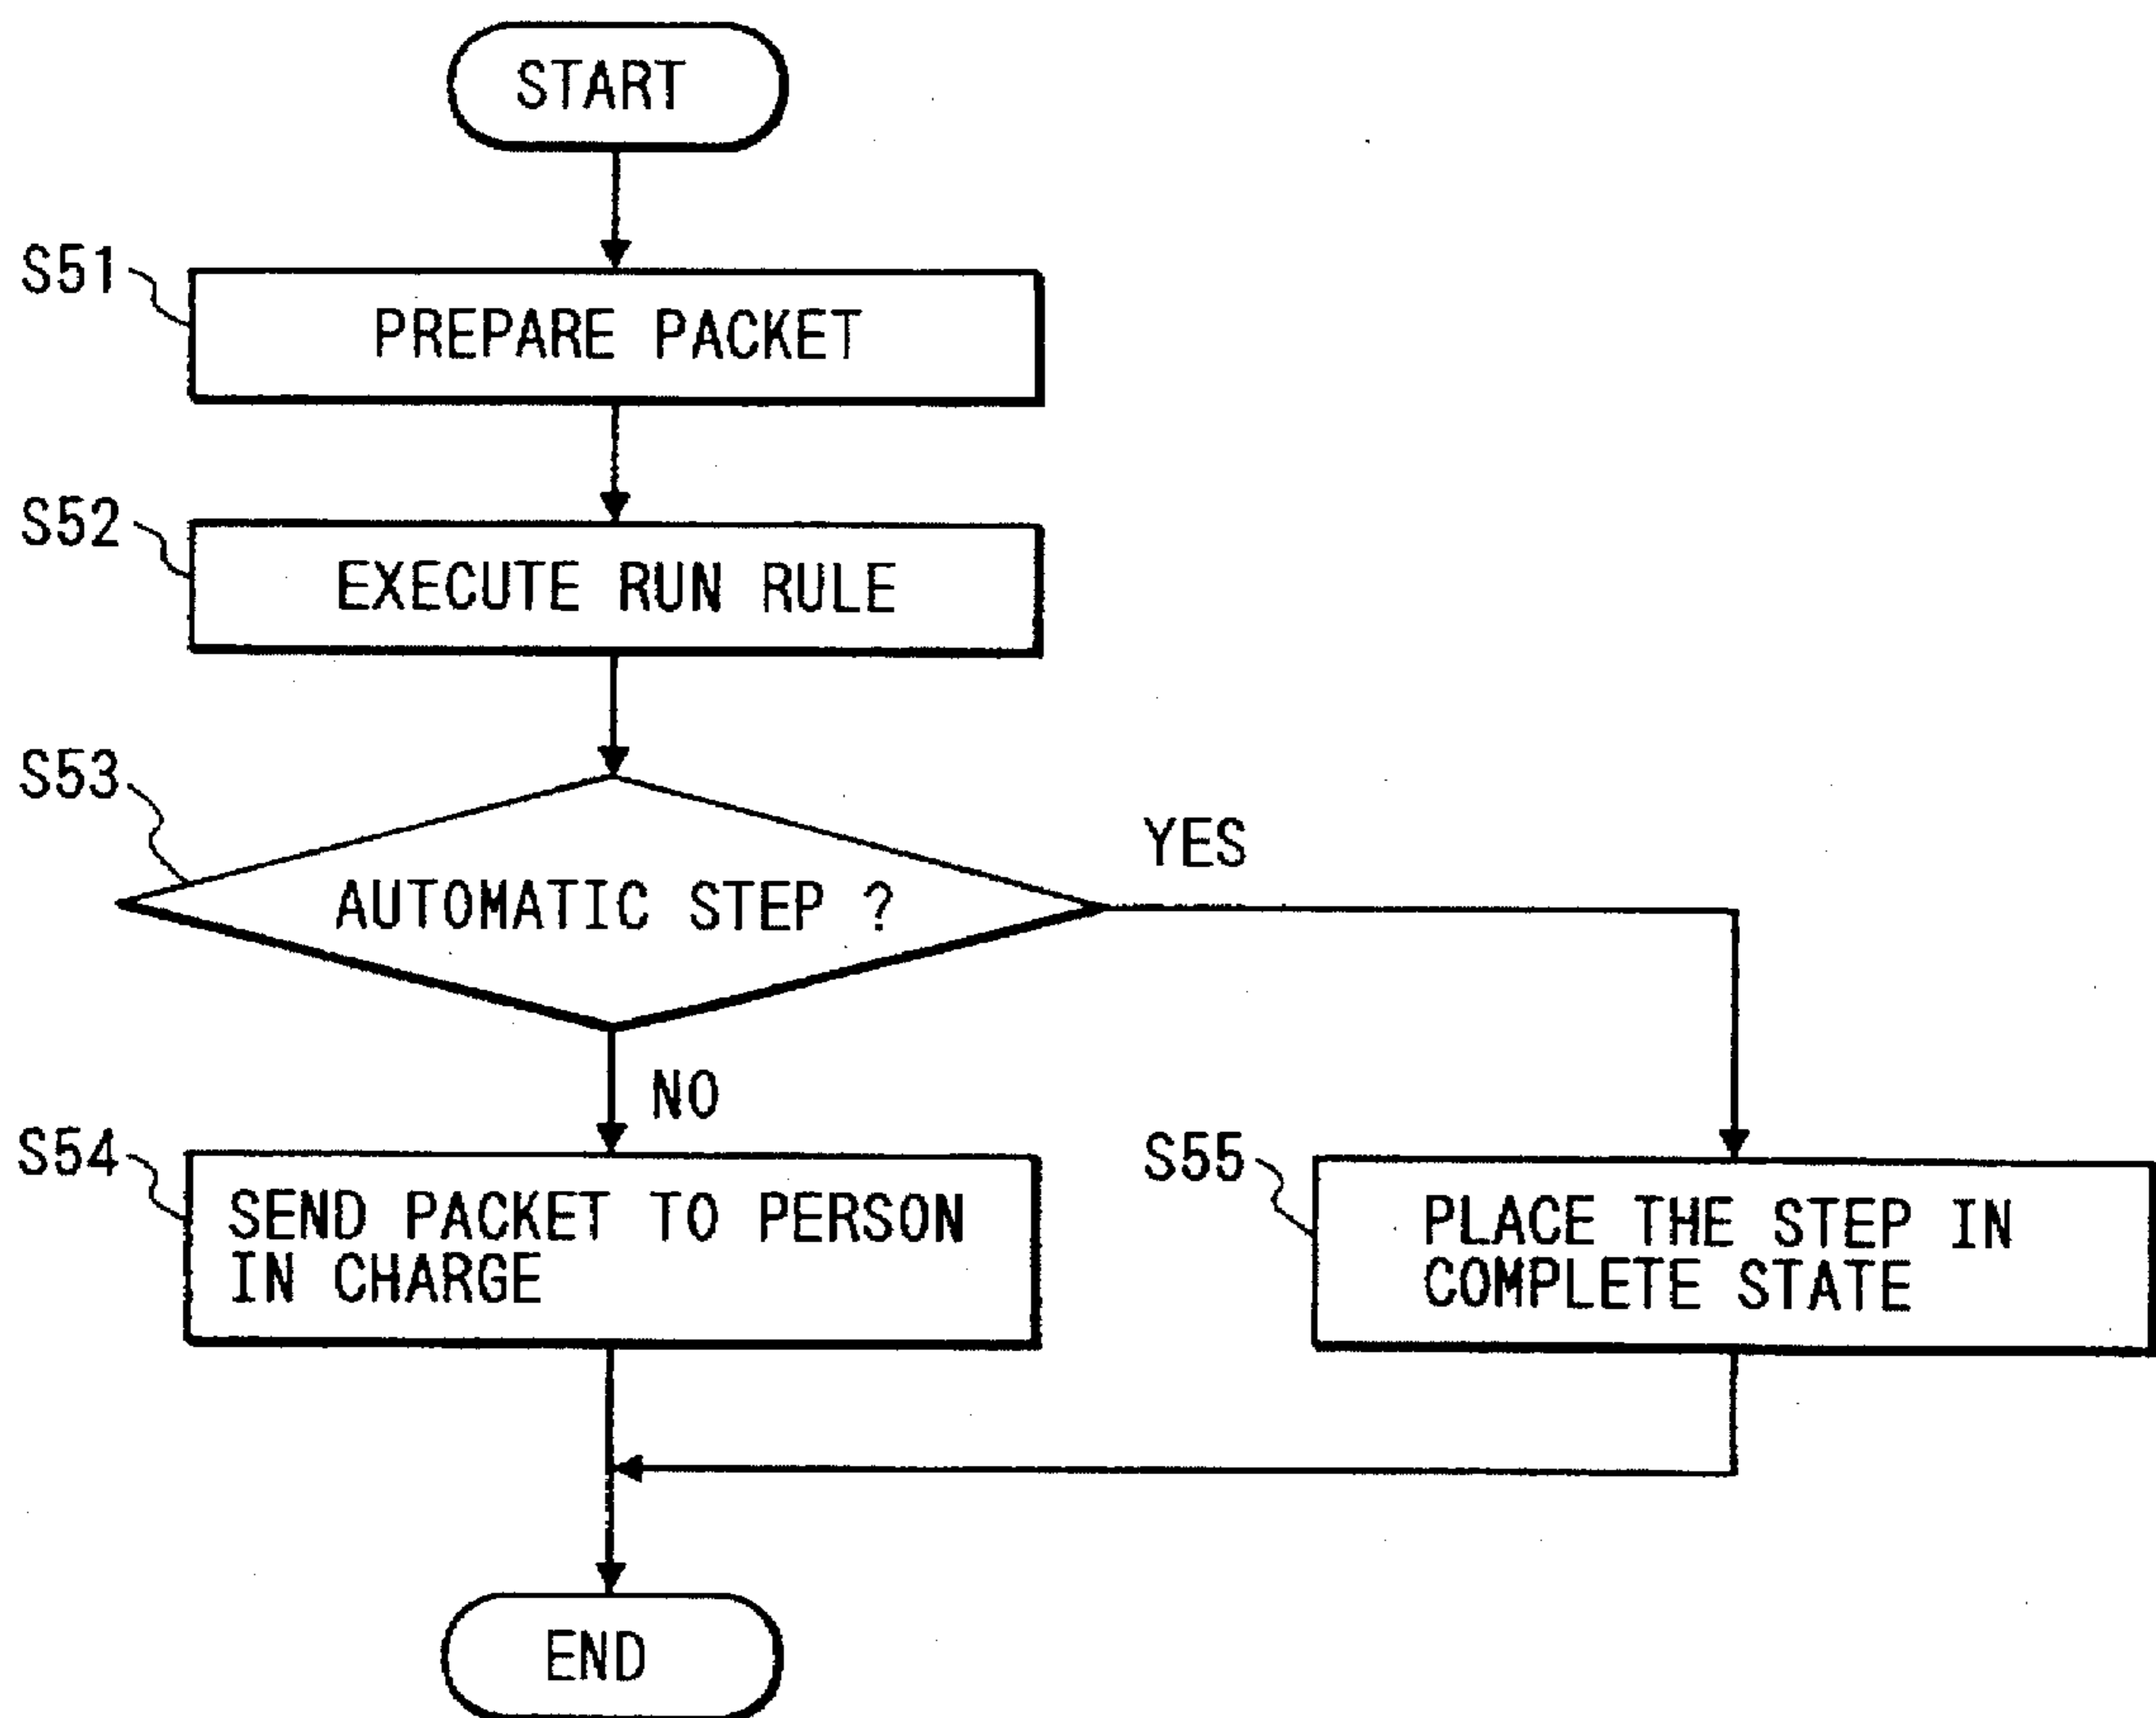 START
S51
PREPARE PACKET
S52
EXECUTE RUN RULE
S53
AUTOMATIC STEP ?
YES
NO
S54
SEND PACKET TO PERSON
IN CHARGE
S55
PLACE THE STEP IN
COMPLETE STATE
END